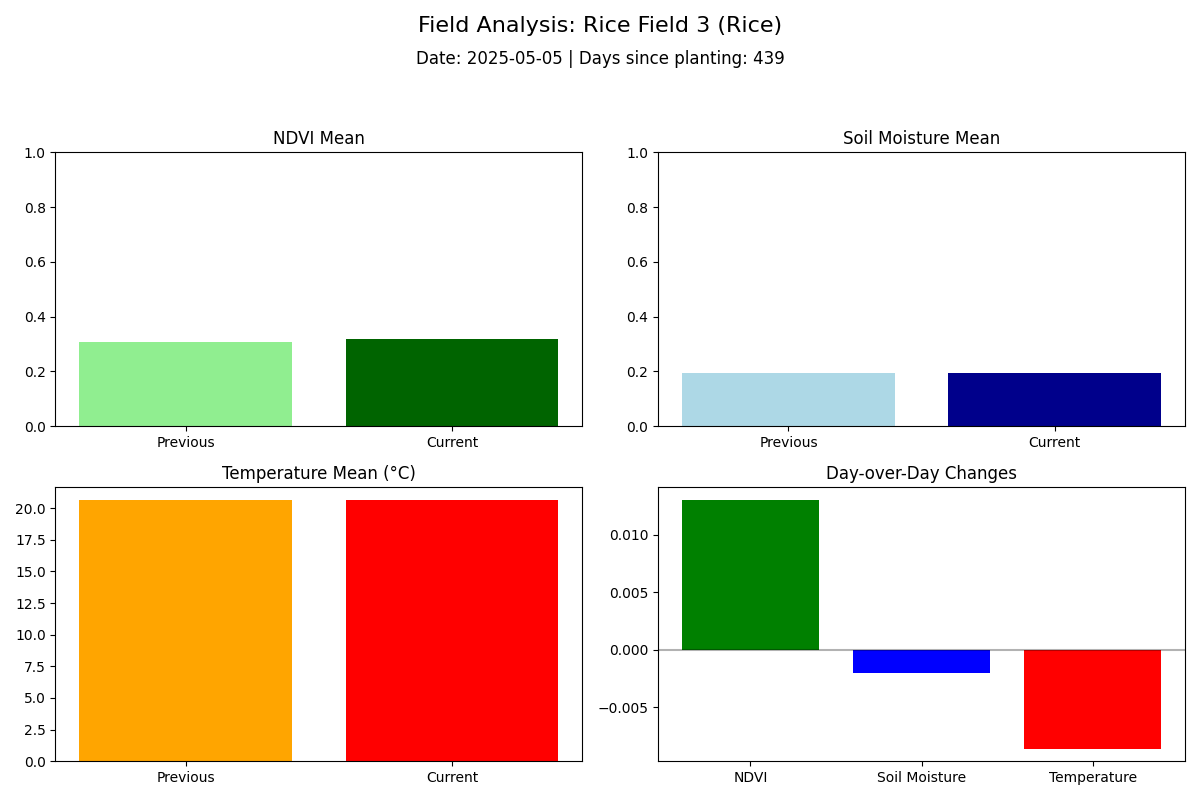 Field Analysis: Rice Field 3 (Rice)
Date: 2025-05-05 | Days since planting: 439
NDVI Mean
1.0
0.8
0.6
0.4
0.2
0.0
Previous
Current
Soil Moisture Mean
1.0
0.8
0.6
0.4
0.2
0.0
Previous
Current
Temperature Mean (°C)
20.0
17.5
15.0
12.5
10.0
7.5
5.0
2.5
0.0
Previous
Current
Day-over-Day Changes
0.010
0.005
0.000
−0.005
NDVI
Soil Moisture
Temperature